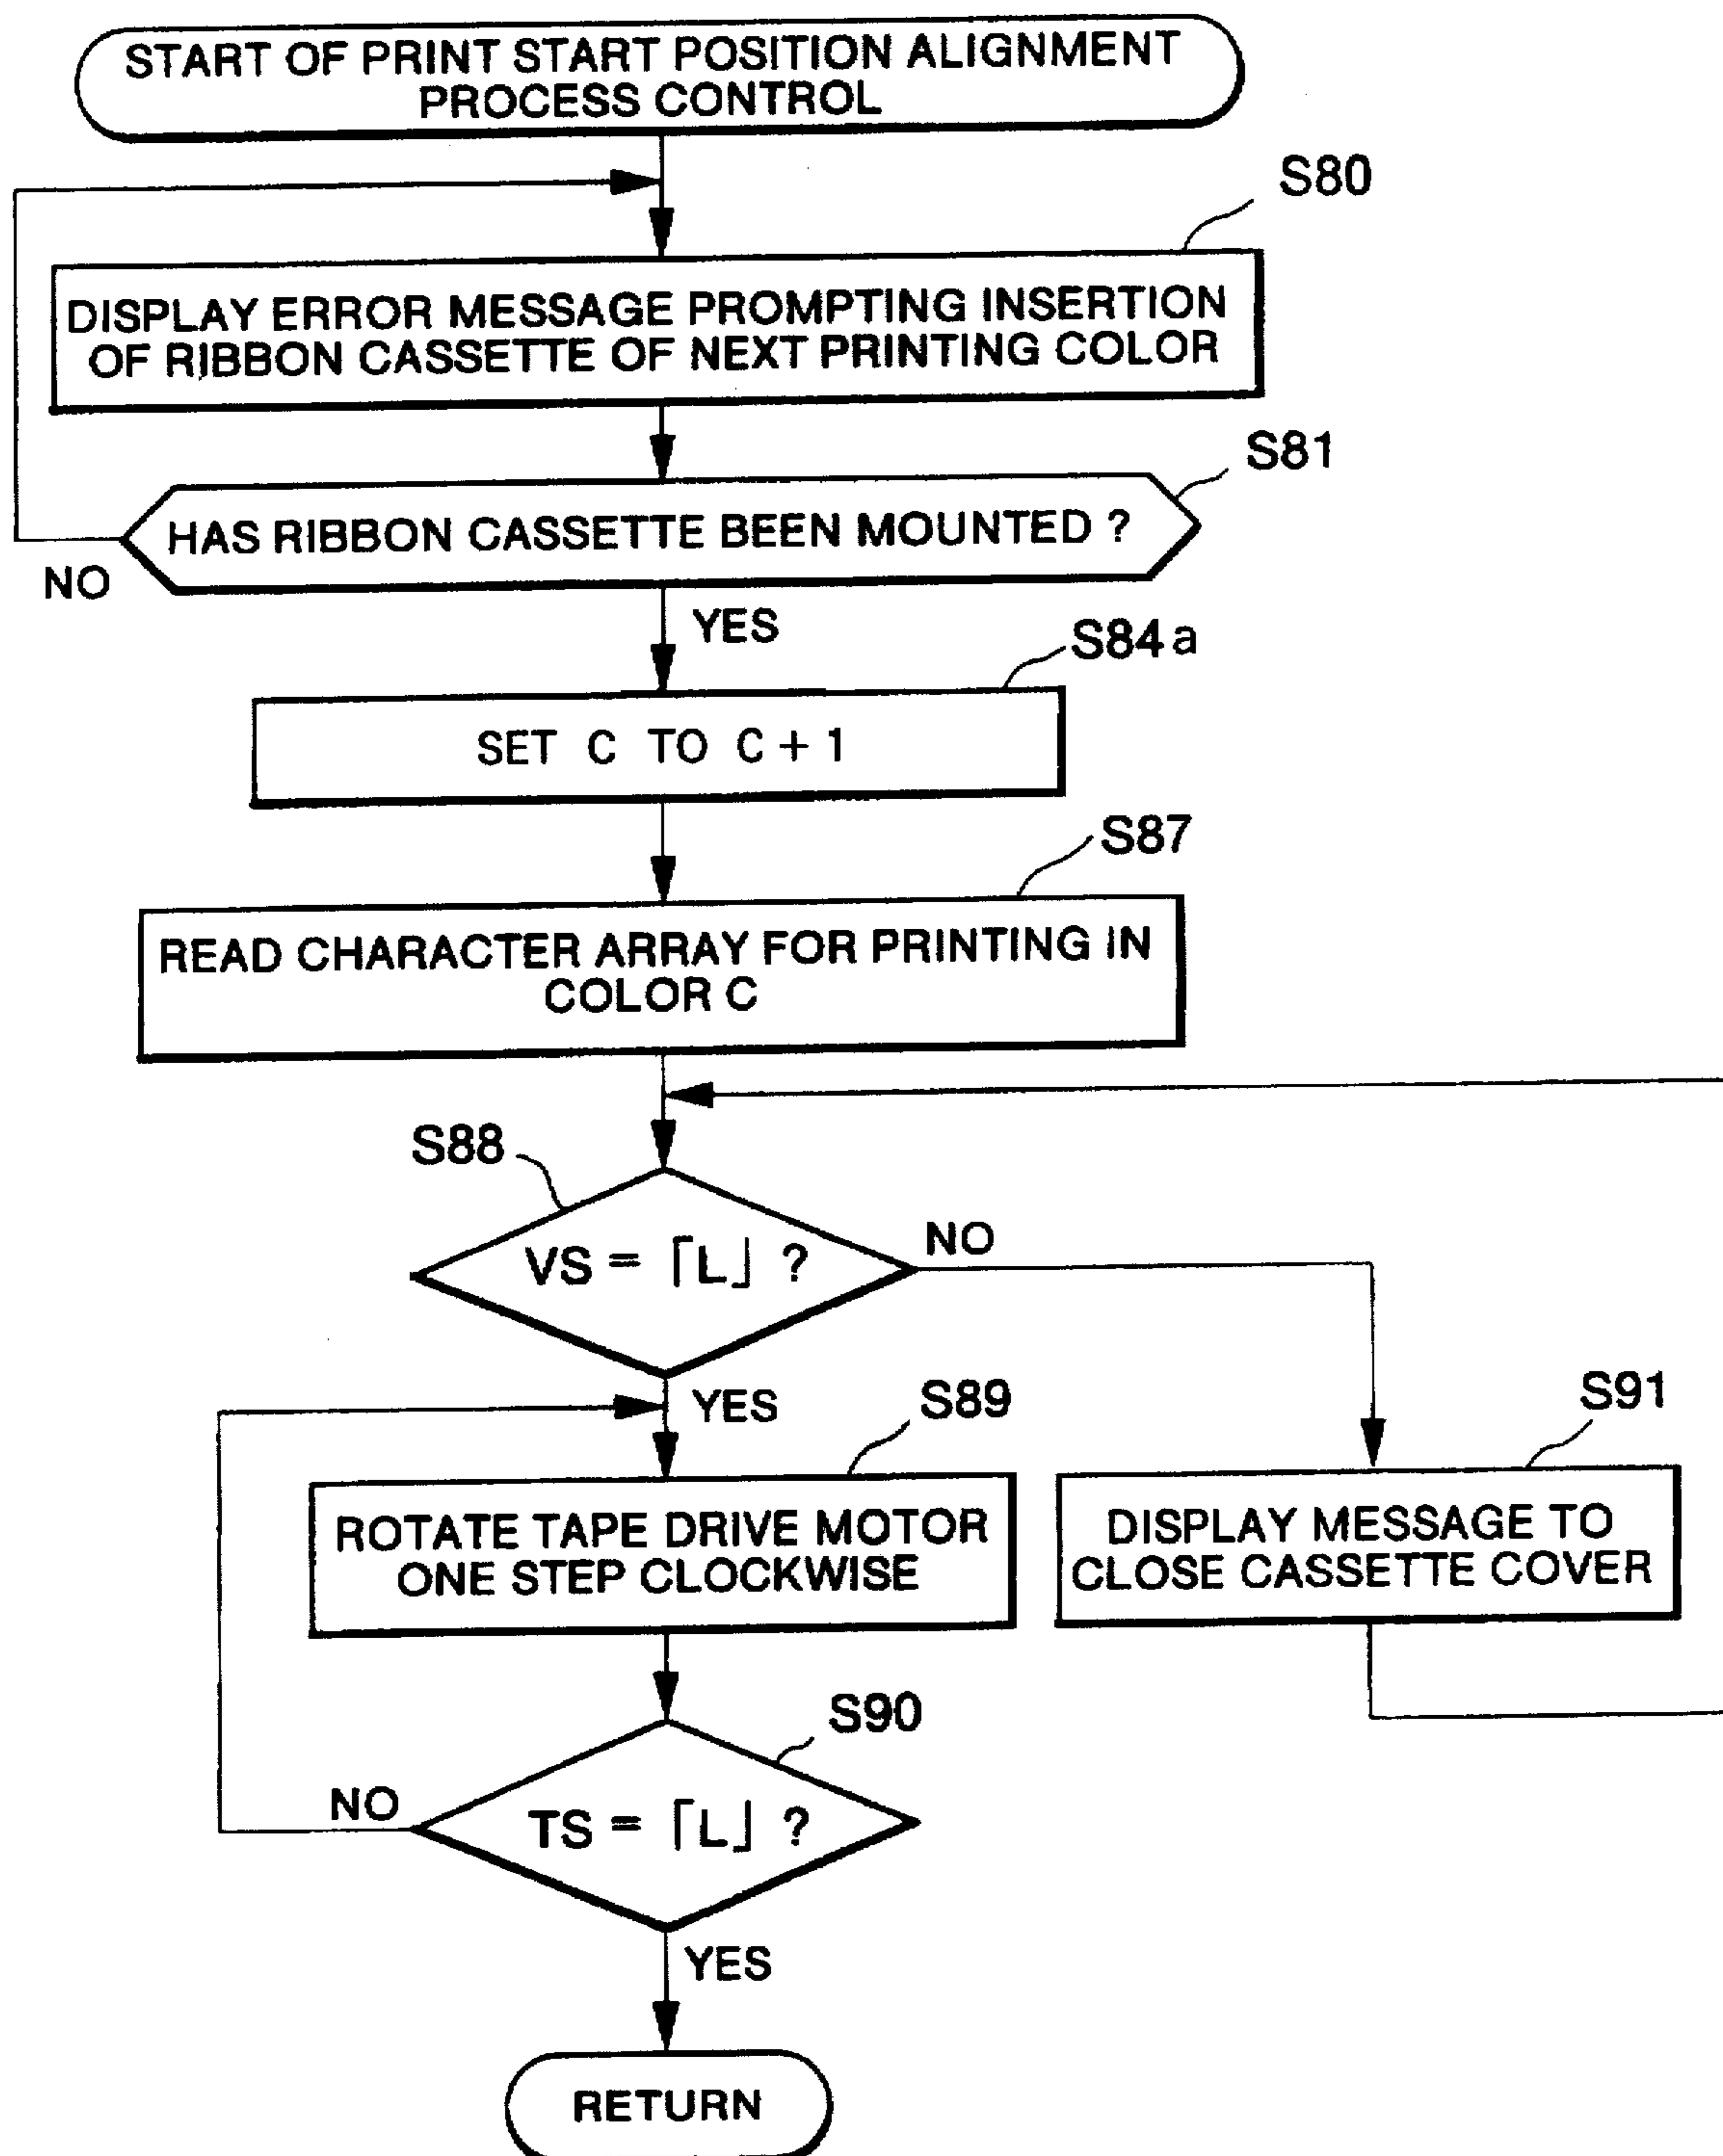 START OF PRINT START POSITION ALIGNMENT
PROCESS CONTROL
S80
DISPLAY ERROR MESSAGE PROMPTING INSERTION
OF RIBBON CASSETTE OF NEXT PRINTING COLOR
S81
HAS RIBBON CASSETTE BEEN MOUNTED ?
NO
YES
S84a
SET C TO C + 1
S87
READ CHARACTER ARRAY FOR PRINTING IN
COLOR C
S88
VS = ⌈L⌋ ?
NO
YES
S89
ROTATE TAPE DRIVE MOTOR
ONE STEP CLOCKWISE
S91
DISPLAY MESSAGE TO
CLOSE CASSETTE COVER
S90
TS = ⌈L⌋ ?
NO
YES
RETURN